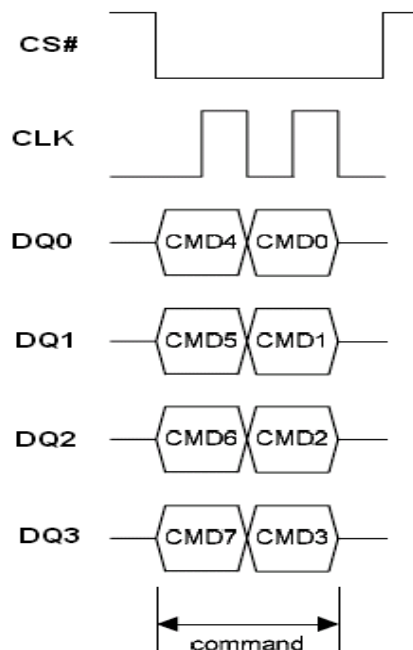 CS#
CLK
DQ0 CMD4 CMD0
DQ1 CMD5 CMD1
DQ2 CMD6 CMD2
DQ3 CMD7 CMD3
command